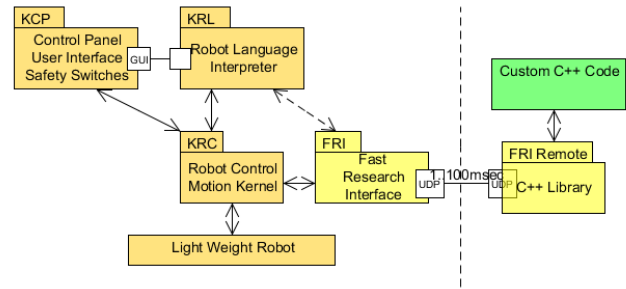 KCP
Control Panel
User Interface
Safety Switches
GUI
KRL
Robot Language
Interpreter
Custom C++ Code
KRC
Robot Control
Motion Kernel
FRI
Fast
Research
Interface
UDP
1..100msec
UDP
FRI Remote
C++ Library
Light Weight Robot